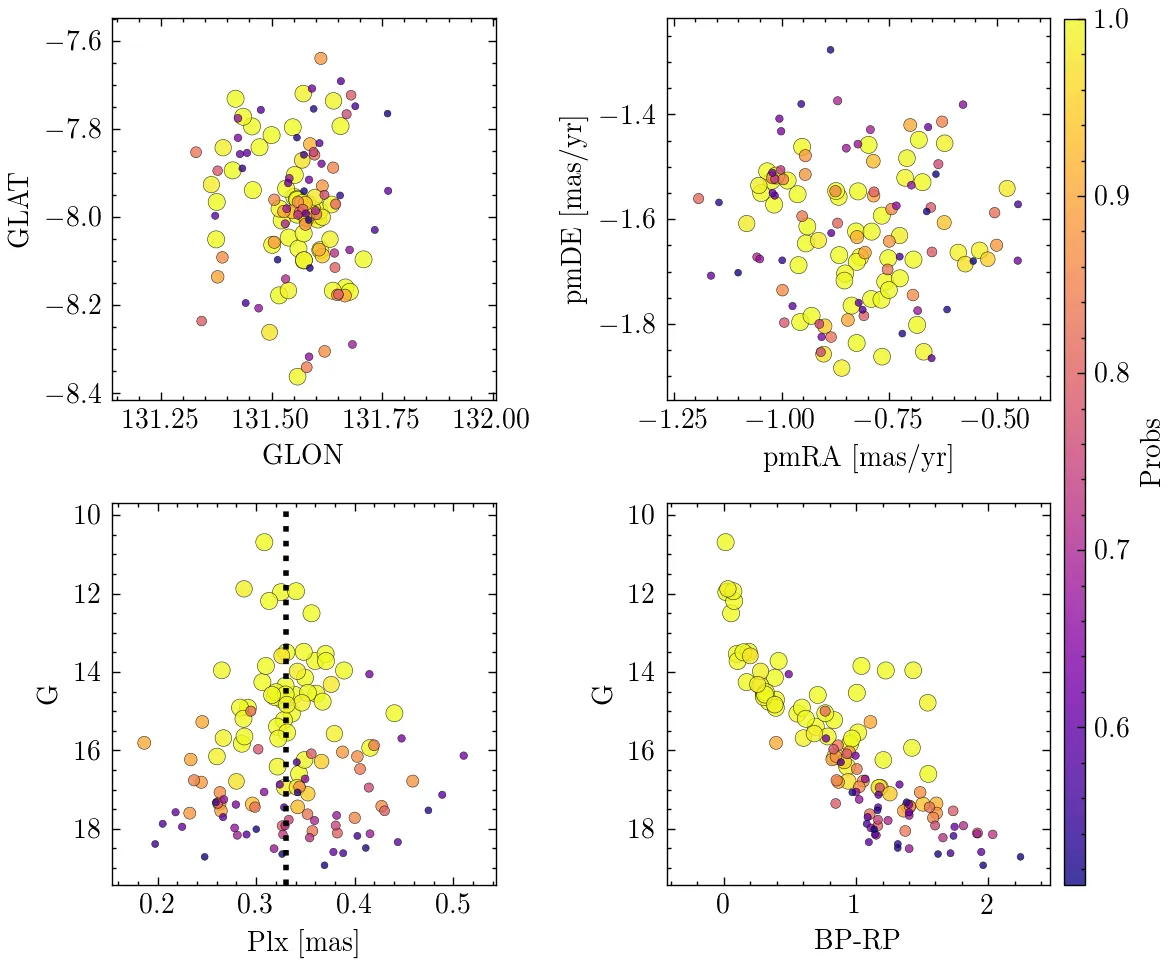 −7.6
−7.8
−8.0
−8.2
−8.4
GLAT
131.25 131.50 131.75 132.00
GLON
−1.4
−1.6
−1.8
pmDE [mas/yr]
−1.25 −1.00 −0.75 −0.50
pmRA [mas/yr]
10
12
14
16
18
G
0.2 0.3 0.4 0.5
Plx [mas]
10
12
14
16
18
G
0 1 2
BP-RP
1.0
0.9
0.8
0.7
0.6
Probs